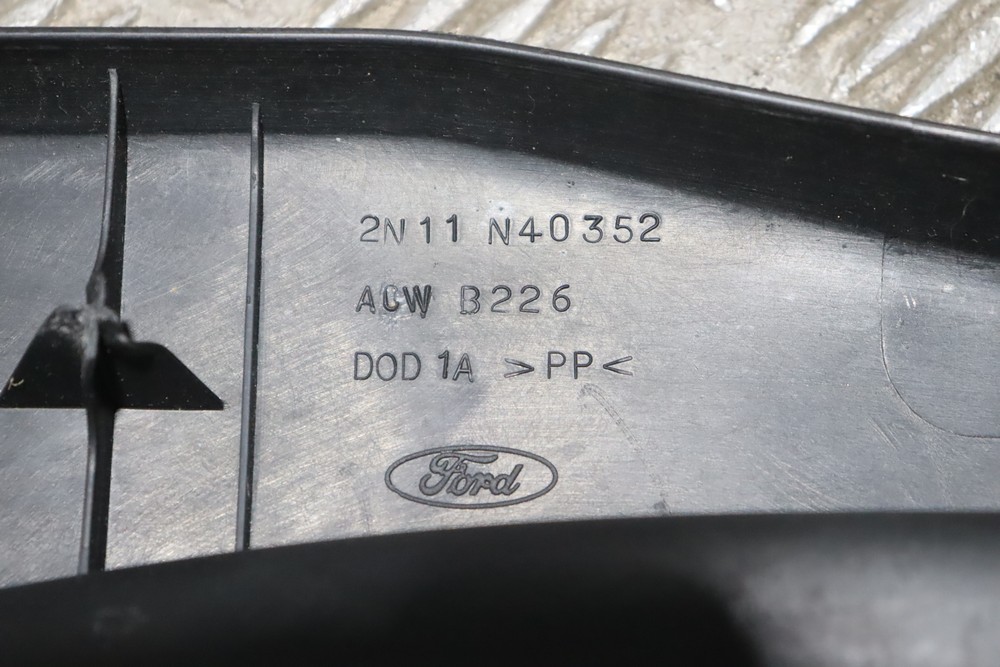 2N11 N40352
ACW B226
DOD 1A >PP<
Ford